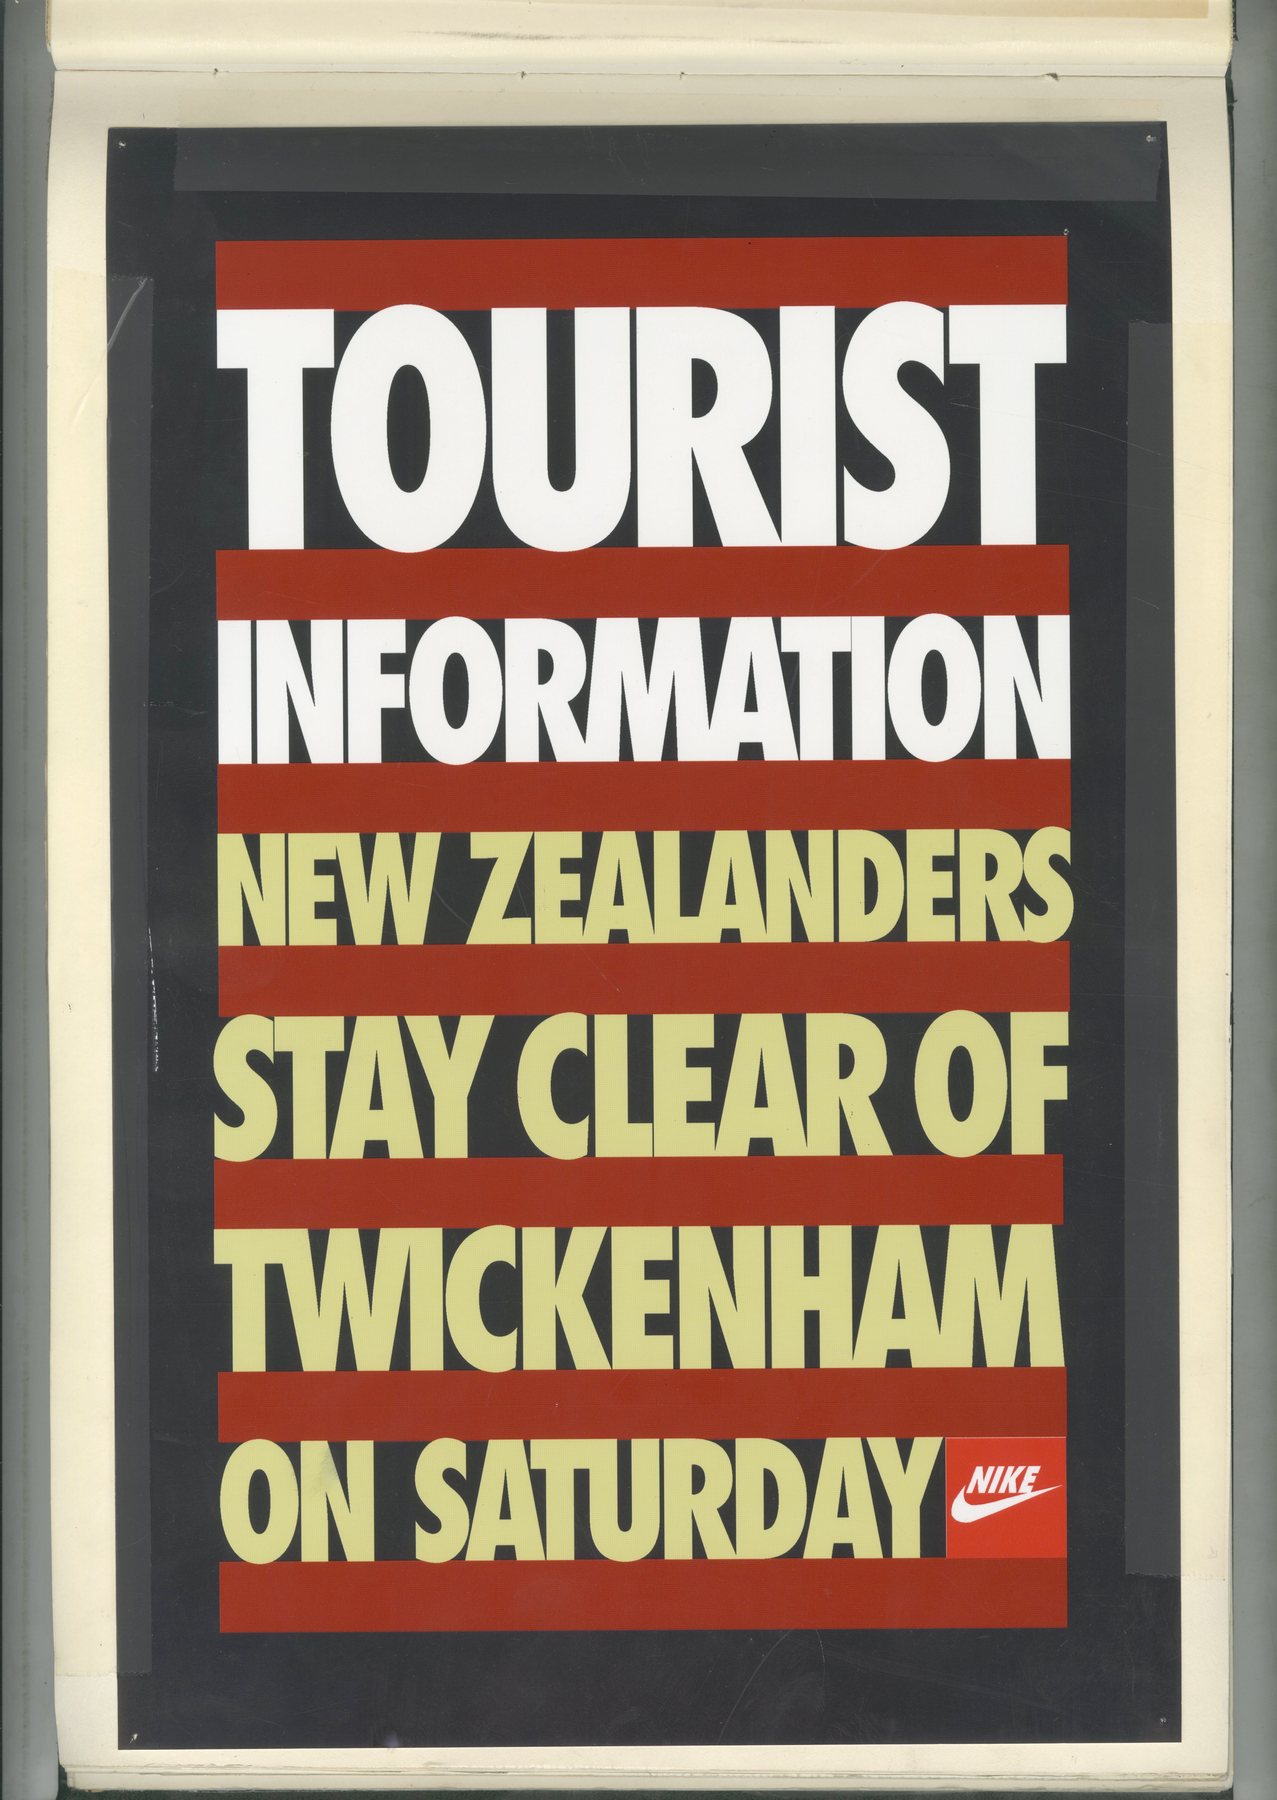 TOURIST
INFORMATION
NEW ZEALANDERS
STAY CLEAR OF
TWICKENHAM
ON SATURDAY
NIKE